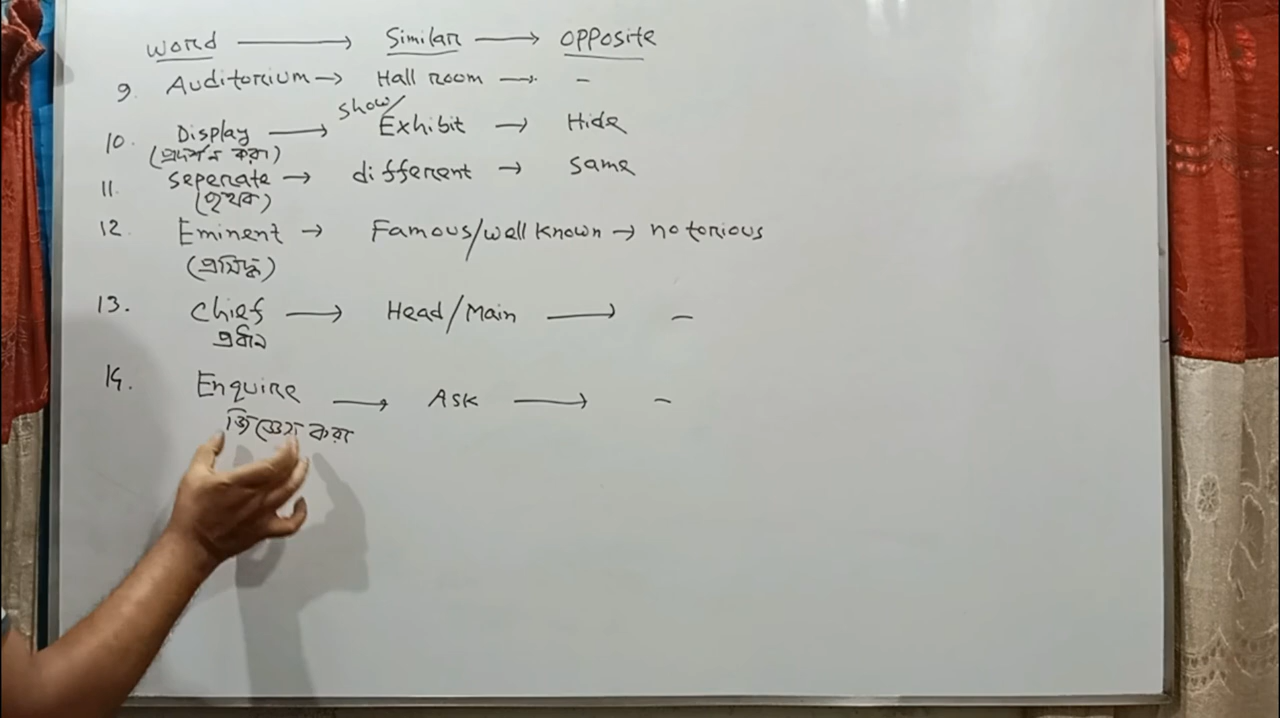 Word → Similar → Opposite
9. Auditorium → Hall room → -
10. Display → show/Exhibit → Hide
(প্রদর্শন করা)
11. Seperate → different → Same
(পৃথক)
12. Eminent → Famous/well known → notorious
(প্রসিদ্ধ)
13. Chief → Head/Main → -
প্রধান
14. Enquire → Ask → -
জিজ্ঞেস করা